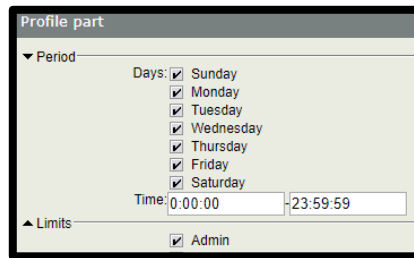 Profile part
Period
Days: Sunday
Monday
Tuesday
Wednesday
Thursday
Friday
Saturday
Time: 0:00:00 - 23:59:59
Limits
Admin